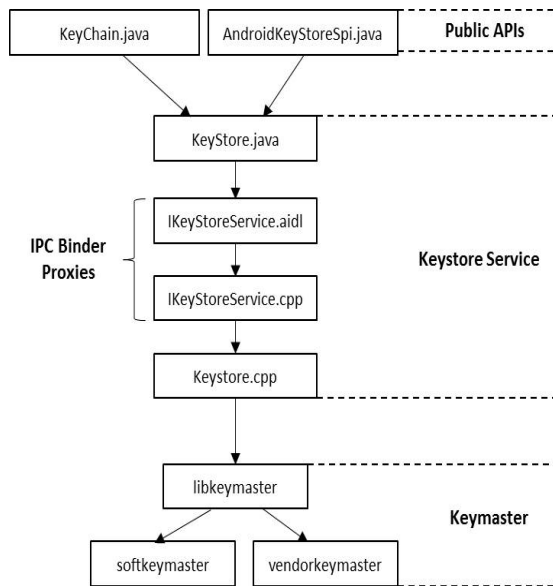 KeyChain.java
AndroidKeyStoreSpi.java
Public APIs
KeyStore.java
IKeyStoreService.aidl
IPC Binder
Proxies
Keystore Service
IKeyStoreService.cpp
Keystore.cpp
libkeymaster
Keymaster
softkeymaster
vendorkeymaster